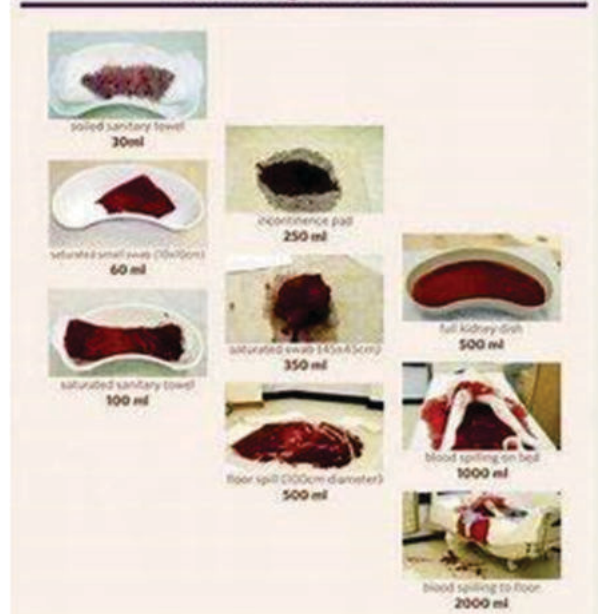 soiled sanitary towel
30ml
saturated small swab (10x10cm)
60 ml
saturated sanitary towel
100 ml
incontinence pad
250 ml
saturated swab (45x45cm)
350 ml
floor spill (100cm diameter)
500 ml
full kidney dish
500 ml
blood spilling on bed
1000 ml
blood spilling to floor
2000 ml